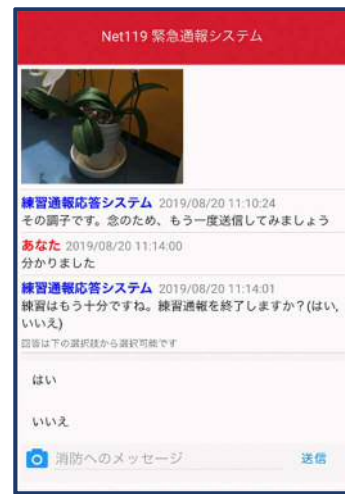 Net119 緊急通報システム
練習通報応答システム 2019/08/20 11:10:24
その調子です。念のため、もう一度送信してみましょう
あなた 2019/08/20 11:14:00
分かりました
練習通報応答システム 2019/08/20 11:14:01
練習はもう十分ですね。練習通報を終了しますか?(はい,
いいえ)
回答は下の選択肢から選択可能です
はい
いいえ
消防へのメッセージ 送信